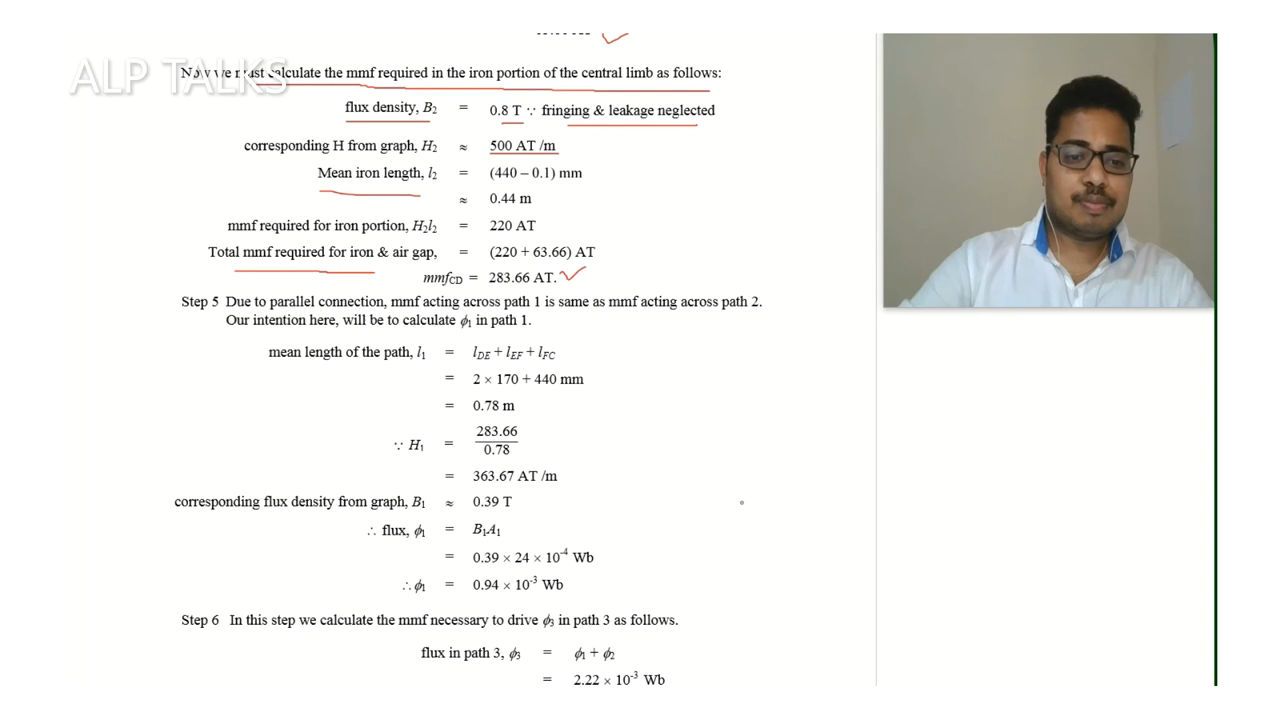 ALP TALKS
Now we must calculate the mmf required in the iron portion of the central limb as follows:
flux density, B₂ = 0.8 T ∵ fringing & leakage neglected
corresponding H from graph, H₂ ≈ 500 AT /m
Mean iron length, l₂ = (440 – 0.1) mm
≈ 0.44 m
mmf required for iron portion, H₂l₂ = 220 AT
Total mmf required for iron & air gap, = (220 + 63.66) AT
mmf_CD = 283.66 AT.
Step 5 Due to parallel connection, mmf acting across path 1 is same as mmf acting across path 2.
Our intention here, will be to calculate ϕ₁ in path 1.
mean length of the path, l₁ = l_DE + l_EF + l_FC
= 2 × 170 + 440 mm
= 0.78 m
∵ H₁ = 283.66 / 0.78
= 363.67 AT /m
corresponding flux density from graph, B₁ ≈ 0.39 T
∴ flux, ϕ₁ = B₁A₁
= 0.39 × 24 × 10⁻⁴ Wb
∴ ϕ₁ = 0.94 × 10⁻³ Wb
Step 6 In this step we calculate the mmf necessary to drive ϕ₃ in path 3 as follows.
flux in path 3, ϕ₃ = ϕ₁ + ϕ₂
= 2.22 × 10⁻³ Wb